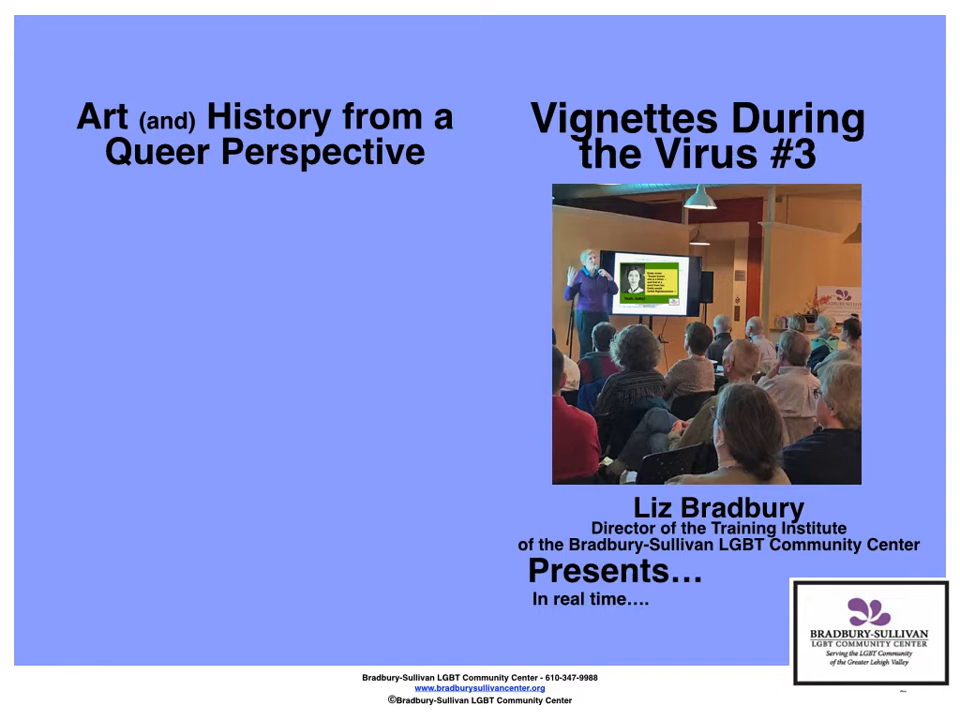 Art (and) History from a
Queer Perspective
Vignettes During
the Virus #3
Liz Bradbury
Director of the Training Institute
of the Bradbury-Sullivan LGBT Community Center
Presents…
In real time….
BRADBURY-SULLIVAN
LGBT COMMUNITY CENTER
Serving the LGBT Community
of the Greater Lehigh Valley
Bradbury-Sullivan LGBT Community Center - 610-347-9988
www.bradburysullivancenter.org
©Bradbury-Sullivan LGBT Community Center